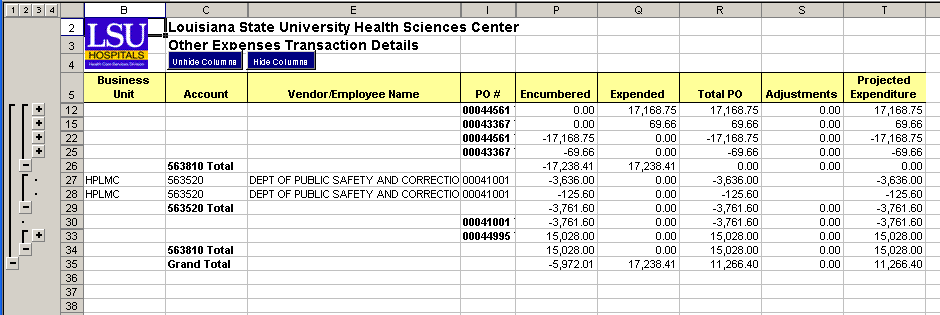 1 2 3 4 B C E I P Q R S T
2 Louisiana State University Health Sciences Center
LSU
HOSPITALS
Health Care Services Division
3 Other Expenses Transaction Details
4 Unhide Columns Hide Columns
5 Business Unit Account Vendor/Employee Name PO # Encumbered Expended Total PO Adjustments Projected Expenditure
12 00044561 0.00 17,168.75 17,168.75 0.00 17,168.75
15 00043367 0.00 69.66 69.66 0.00 69.66
22 00044561 -17,168.75 0.00 -17,168.75 0.00 -17,168.75
25 00043367 -69.66 0.00 -69.66 0.00 -69.66
26 563810 Total -17,238.41 17,238.41 0.00 0.00 0.00
27 HPLMC 563520 DEPT OF PUBLIC SAFETY AND CORRECTIO 00041001 -3,636.00 0.00 -3,636.00 -3,636.00
28 HPLMC 563520 DEPT OF PUBLIC SAFETY AND CORRECTIO 00041001 -125.60 0.00 -125.60 -125.60
29 563520 Total -3,761.60 0.00 -3,761.60 0.00 -3,761.60
30 00041001 -3,761.60 0.00 -3,761.60 0.00 -3,761.60
33 00044995 15,028.00 0.00 15,028.00 0.00 15,028.00
34 563810 Total 15,028.00 0.00 15,028.00 0.00 15,028.00
35 Grand Total -5,972.01 17,238.41 11,266.40 0.00 11,266.40
36
37
38